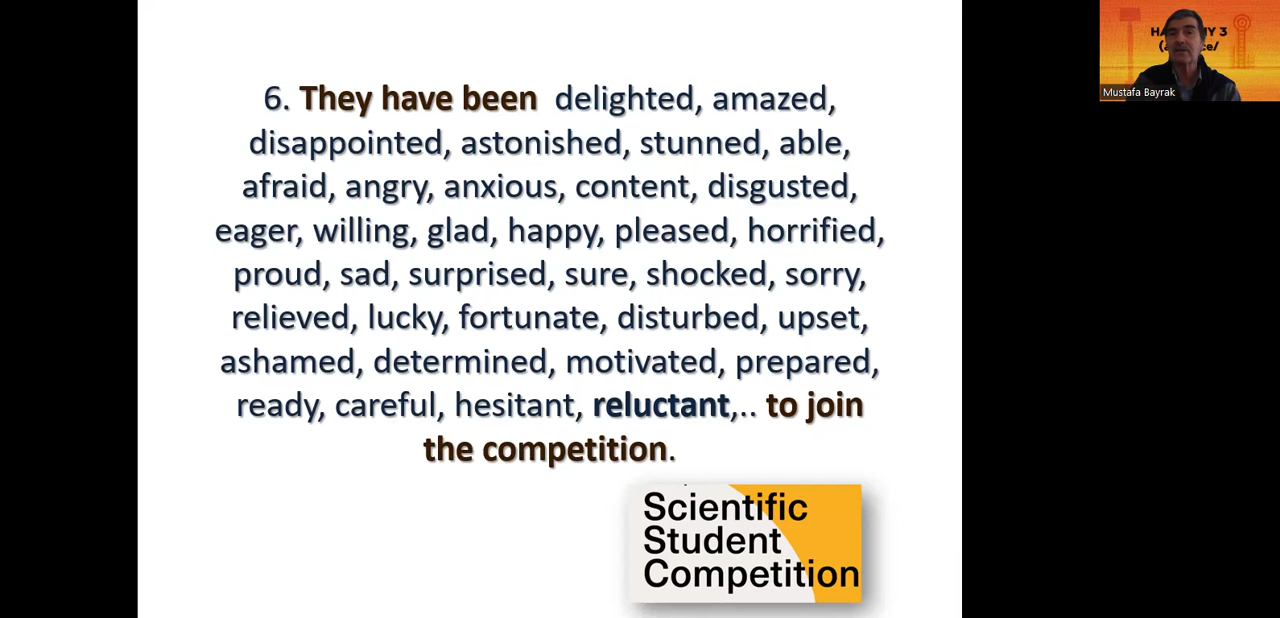 6. They have been delighted, amazed,
disappointed, astonished, stunned, able,
afraid, angry, anxious, content, disgusted,
eager, willing, glad, happy, pleased, horrified,
proud, sad, surprised, sure, shocked, sorry,
relieved, lucky, fortunate, disturbed, upset,
ashamed, determined, motivated, prepared,
ready, careful, hesitant, reluctant,.. to join
the competition.
Scientific
Student
Competition
Mustafa Bayrak